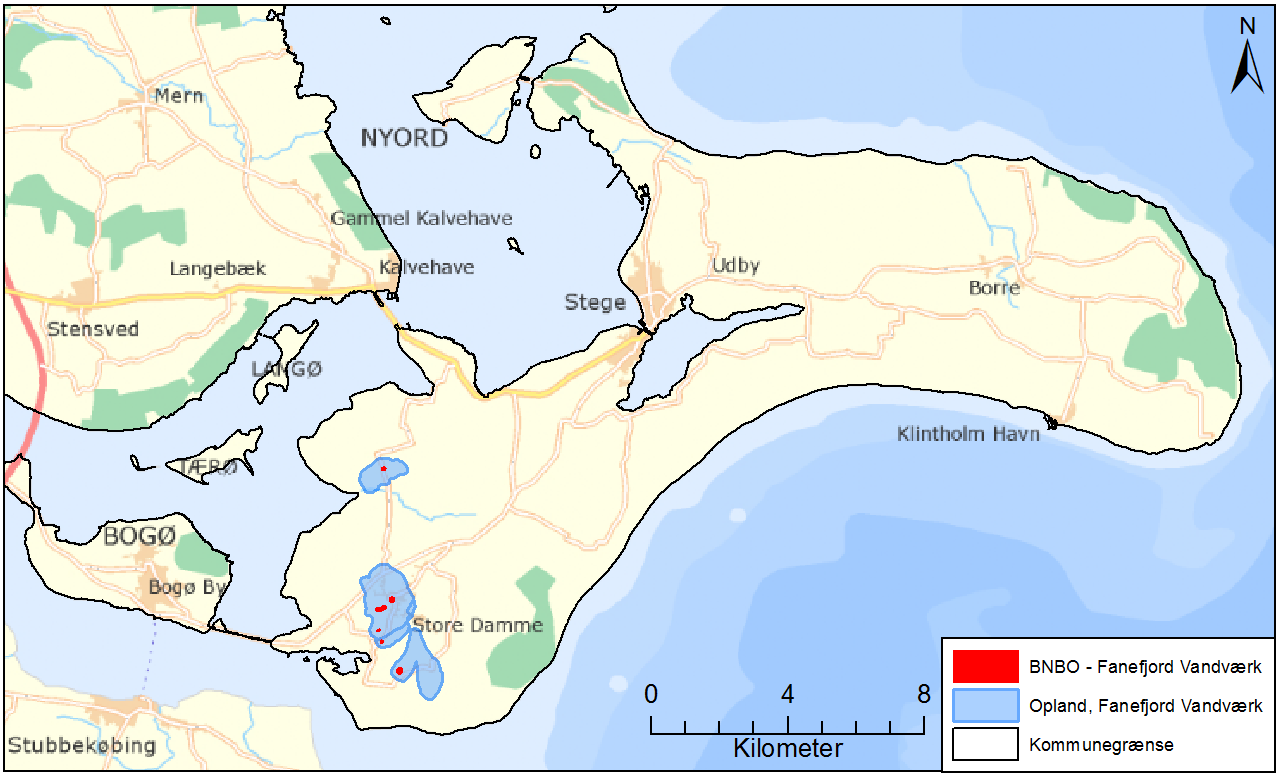 N
Mern
NYORD
Gammel Kalvehave
Langebæk
Kalvehave
Udby
Borre
Stege
Stensved
LANGØ
Klintholm Havn
TÆRØ
BOGØ
Bogø By
Store Damme
Stubbekøbing
0 4 8
Kilometer
BNBO - Fanefjord Vandværk
Opland, Fanefjord Vandværk
Kommunegrænse